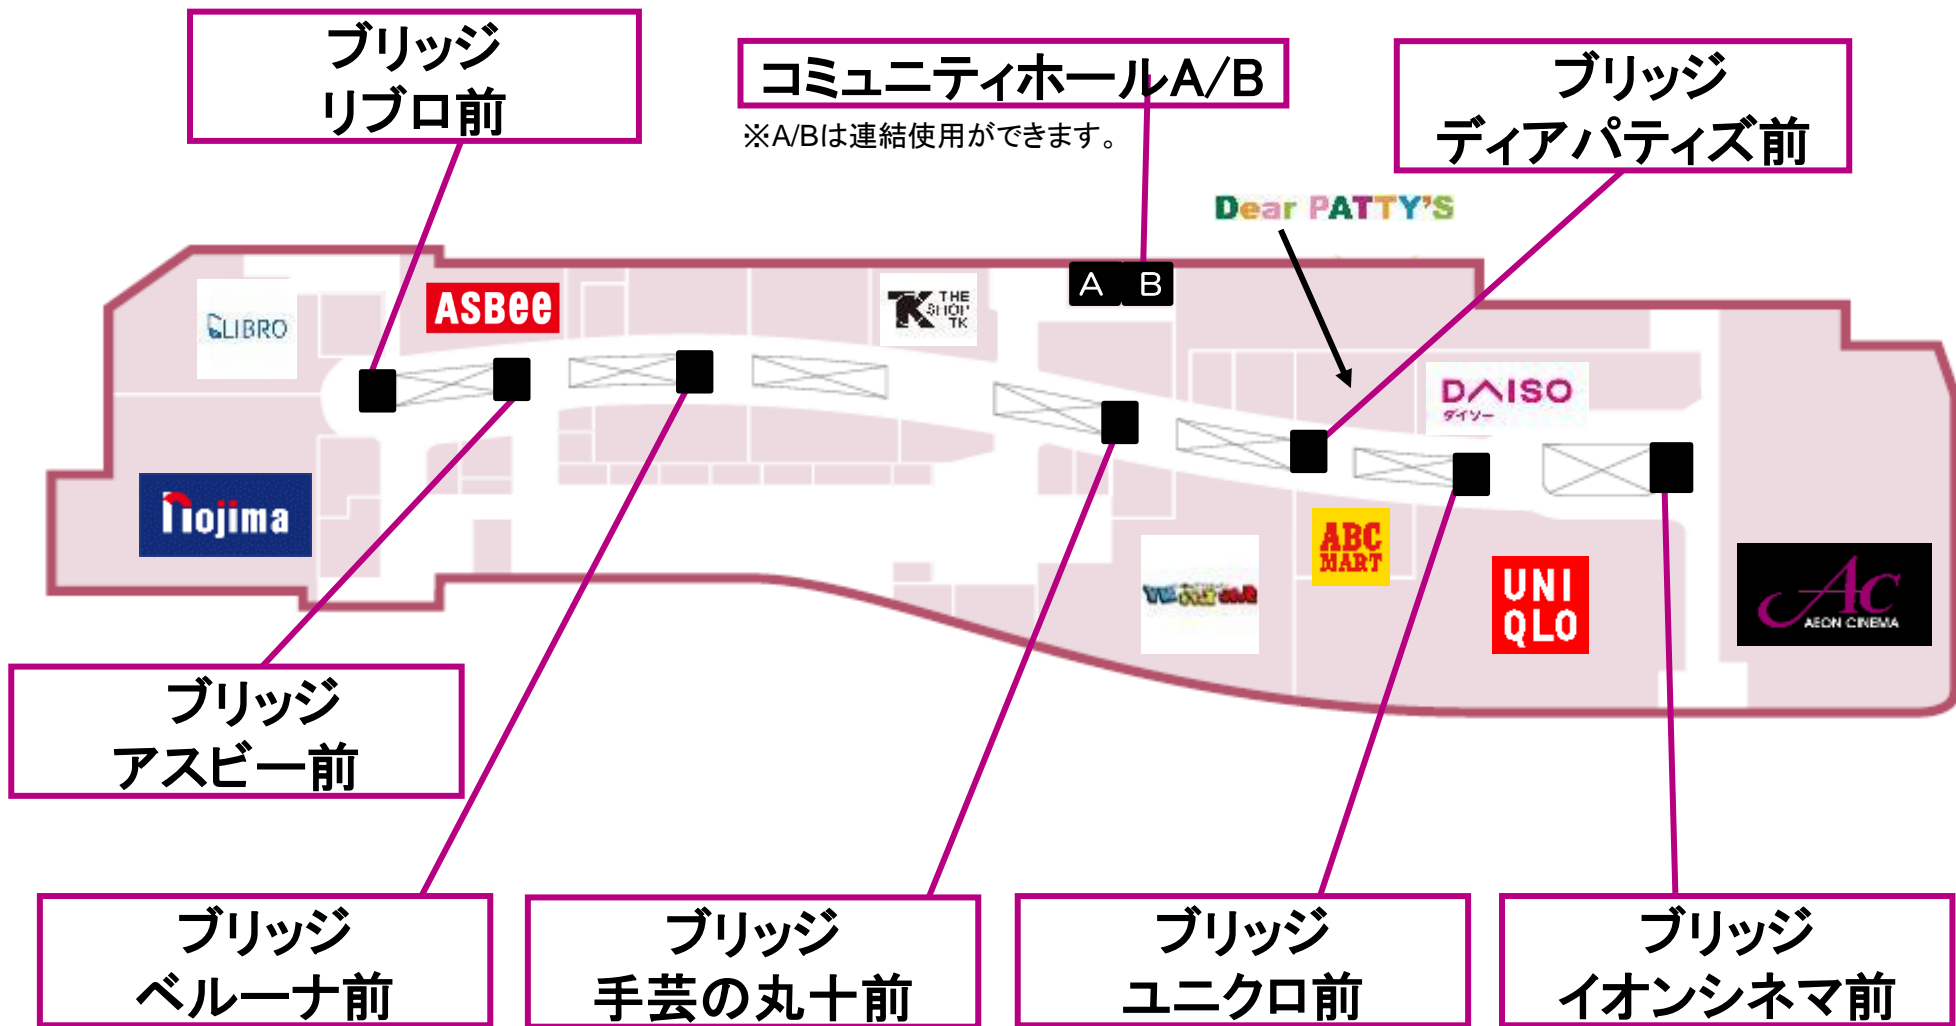 ブリッジ
リブロ前
コミュニティホールA/B
※A/Bは連結使用ができます。
ブリッジ
ディアパティズ前
Dear PATTY'S
A B
LIBRO
ASBee
TK THE
SHOP
TK
DAISO
ダイソー
nojima
ABC
MART
UNI
QLO
AC
AEON CINEMA
ブリッジ
アスビー前
ブリッジ
ベルーナ前
ブリッジ
手芸の丸十前
ブリッジ
ユニクロ前
ブリッジ
イオンシネマ前